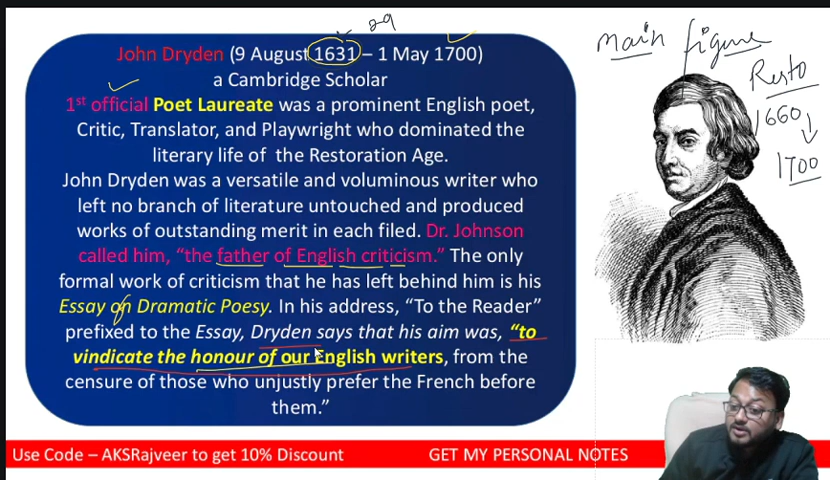 29
main figure
Resto
1660
1700
John Dryden (9 August 1631 – 1 May 1700)
a Cambridge Scholar
1st official Poet Laureate was a prominent English poet,
Critic, Translator, and Playwright who dominated the
literary life of the Restoration Age.
John Dryden was a versatile and voluminous writer who
left no branch of literature untouched and produced
works of outstanding merit in each filed. Dr. Johnson
called him, “the father of English criticism.” The only
formal work of criticism that he has left behind him is his
Essay on Dramatic Poesy. In his address, “To the Reader”
prefixed to the Essay, Dryden says that his aim was, “to
vindicate the honour of our English writers, from the
censure of those who unjustly prefer the French before
them.”
Use Code – AKSRajveer to get 10% Discount
GET MY PERSONAL NOTES